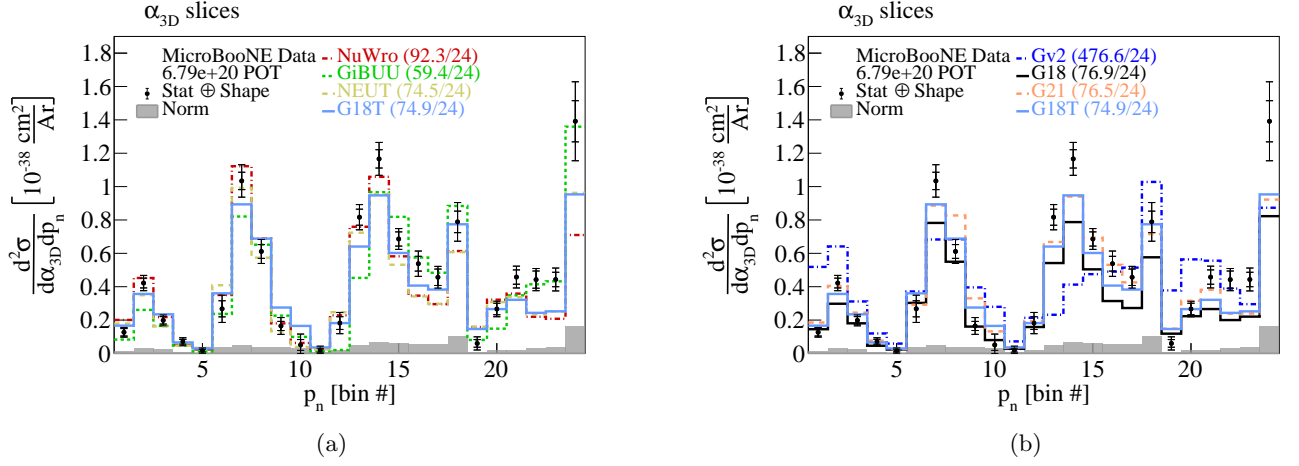 α3D slices
MicroBooNE Data
6.79e+20 POT
Stat ⊕ Shape
Norm
NuWro (92.3/24)
GiBUU (59.4/24)
NEUT (74.5/24)
G18T (74.9/24)
d²σ/dα3Ddpn [10⁻³⁸ cm²/Ar]
1.8
1.6
1.4
1.2
1
0.8
0.6
0.4
0.2
0
5 10 15 20
pn [bin #]
(a)
α3D slices
MicroBooNE Data
6.79e+20 POT
Stat ⊕ Shape
Norm
Gv2 (476.6/24)
G18 (76.9/24)
G21 (76.5/24)
G18T (74.9/24)
d²σ/dα3Ddpn [10⁻³⁸ cm²/Ar]
1.8
1.6
1.4
1.2
1
0.8
0.6
0.4
0.2
0
5 10 15 20
pn [bin #]
(b)